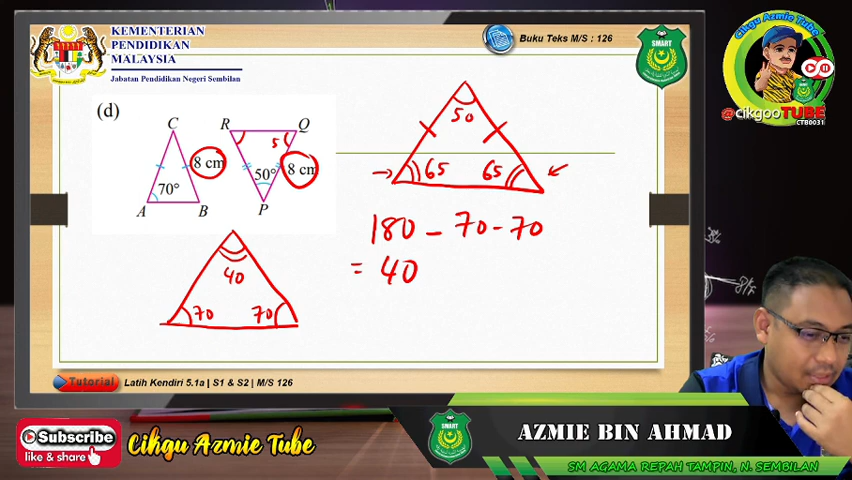 KEMENTERIAN
PENDIDIKAN
MALAYSIA
Jabatan Pendidikan Negeri Sembilan
Buku Teks M/S : 126
SMART
Cikgu Azmie Tube
@cikgooTUBE
CTB0031
(d)
C
8 cm
70°
A
B
R
Q
5
50°
8 cm
P
50
65
65
180 - 70 - 70
= 40
40
70
70
Tutorial
Latih Kendiri 5.1a | S1 & S2 | M/S 126
Subscribe
like & share
Cikgu Azmie Tube
SMART
AZMIE BIN AHMAD
SM AGAMA REPAH TAMPIN, N. SEMBILAN